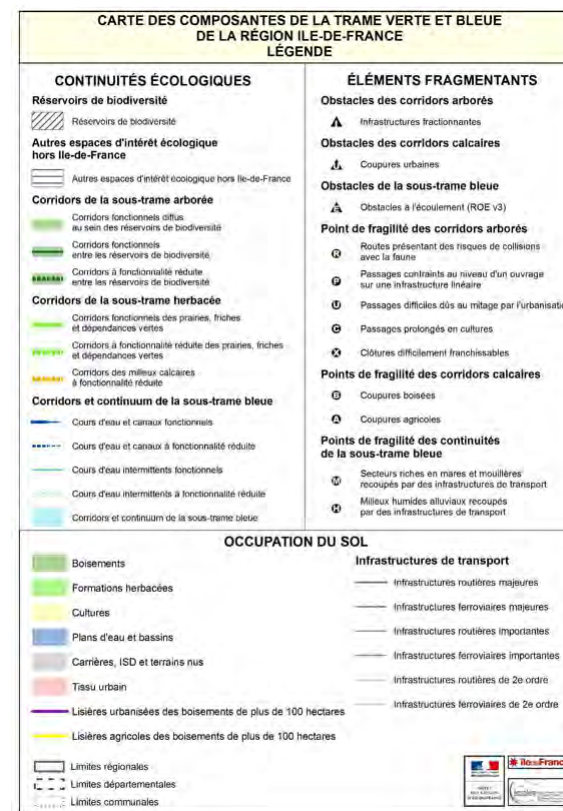 CARTE DES COMPOSANTES DE LA TRAME VERTE ET BLEUE
DE LA RÉGION ILE-DE-FRANCE
LÉGENDE
CONTINUITÉS ÉCOLOGIQUES
Réservoirs de biodiversité
Réservoirs de biodiversité
Autres espaces d'intérêt écologique
hors Ile-de-France
Autres espaces d'intérêt écologique hors Ile-de-France
Corridors de la sous-trame arborée
Corridors fonctionnels diffus
au sein des réservoirs de biodiversité
Corridors fonctionnels
entre les réservoirs de biodiversité
Corridors à fonctionnalité réduite
entre les réservoirs de biodiversité
Corridors de la sous-trame herbacée
Corridors fonctionnels des prairies, friches
et dépendances vertes
Corridors à fonctionnalité réduite des prairies, friches
et dépendances vertes
Corridors des milieux calcaires
à fonctionnalité réduite
Corridors et continuum de la sous-trame bleue
Cours d'eau et canaux fonctionnels
Cours d'eau et canaux à fonctionnalité réduite
Cours d'eau intermittents fonctionnels
Cours d'eau intermittents à fonctionnalité réduite
Corridors et continuum de la sous-trame bleue
ÉLÉMENTS FRAGMENTANTS
Obstacles des corridors arborés
Infrastructures fractionnantes
Obstacles des corridors calcaires
Coupures urbaines
Obstacles de la sous-trame bleue
Obstacles à l'écoulement (ROE v3)
Point de fragilité des corridors arborés
R Routes présentant des risques de collisions
avec la faune
P Passages contraints au niveau d'un ouvrage
sur une infrastructure linéaire
U Passages difficiles dûs au mitage par l'urbanisati
C Passages prolongés en cultures
X Clôtures difficilement franchissables
Points de fragilité des corridors calcaires
B Coupures boisées
A Coupures agricoles
Points de fragilité des continuités
de la sous-trame bleue
M Secteurs riches en mares et mouillères
recoupés par des infrastructures de transport
H Milieux humides alluviaux recoupés
par des infrastructures de transport
OCCUPATION DU SOL
Boisements
Formations herbacées
Cultures
Plans d'eau et bassins
Carrières, ISD et terrains nus
Tissu urbain
Lisières urbanisées des boisements de plus de 100 hectares
Lisières agricoles des boisements de plus de 100 hectares
Limites régionales
Limites départementales
Limites communales
Infrastructures de transport
Infrastructures routières majeures
Infrastructures ferroviaires majeures
Infrastructures routières importantes
Infrastructures ferroviaires importantes
Infrastructures routières de 2e ordre
Infrastructures ferroviaires de 2e ordre